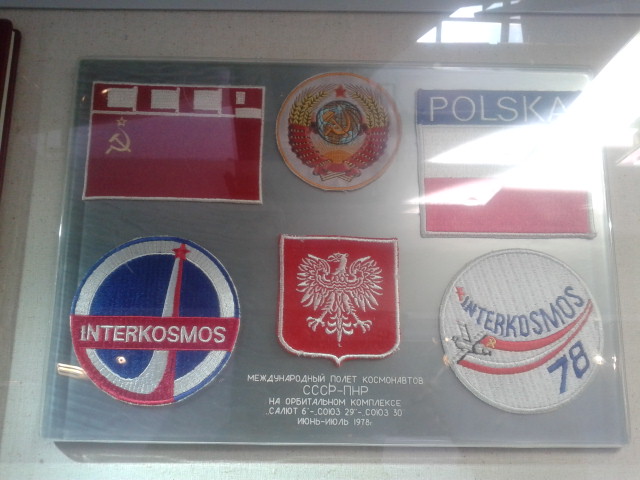 СССР
POLSKA
INTERKOSMOS
INTERKOSMOS
78
МЕЖДУНАРОДНЫЙ ПОЛЕТ КОСМОНАВТОВ
СССР-ПНР
НА ОРБИТАЛЬНОМ КОМПЛЕКСЕ
„САЛЮТ 6"-„СОЮЗ 29"-„СОЮЗ 30
ИЮНЬ-ИЮЛЬ 1978г